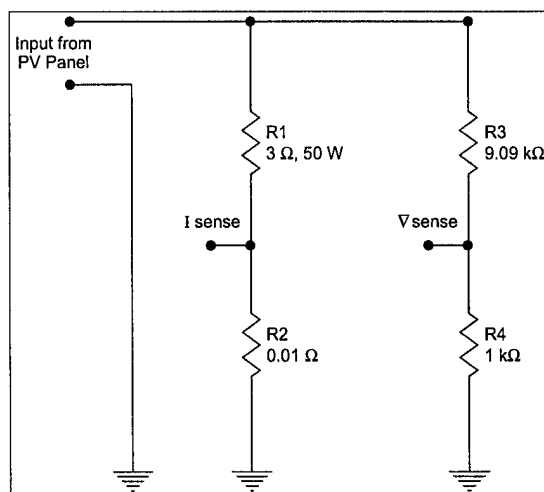 Input from
PV Panel
R1
3 Ω, 50 W
R3
9.09 kΩ
I sense
∇ sense
R2
0.01 Ω
R4
1 kΩ